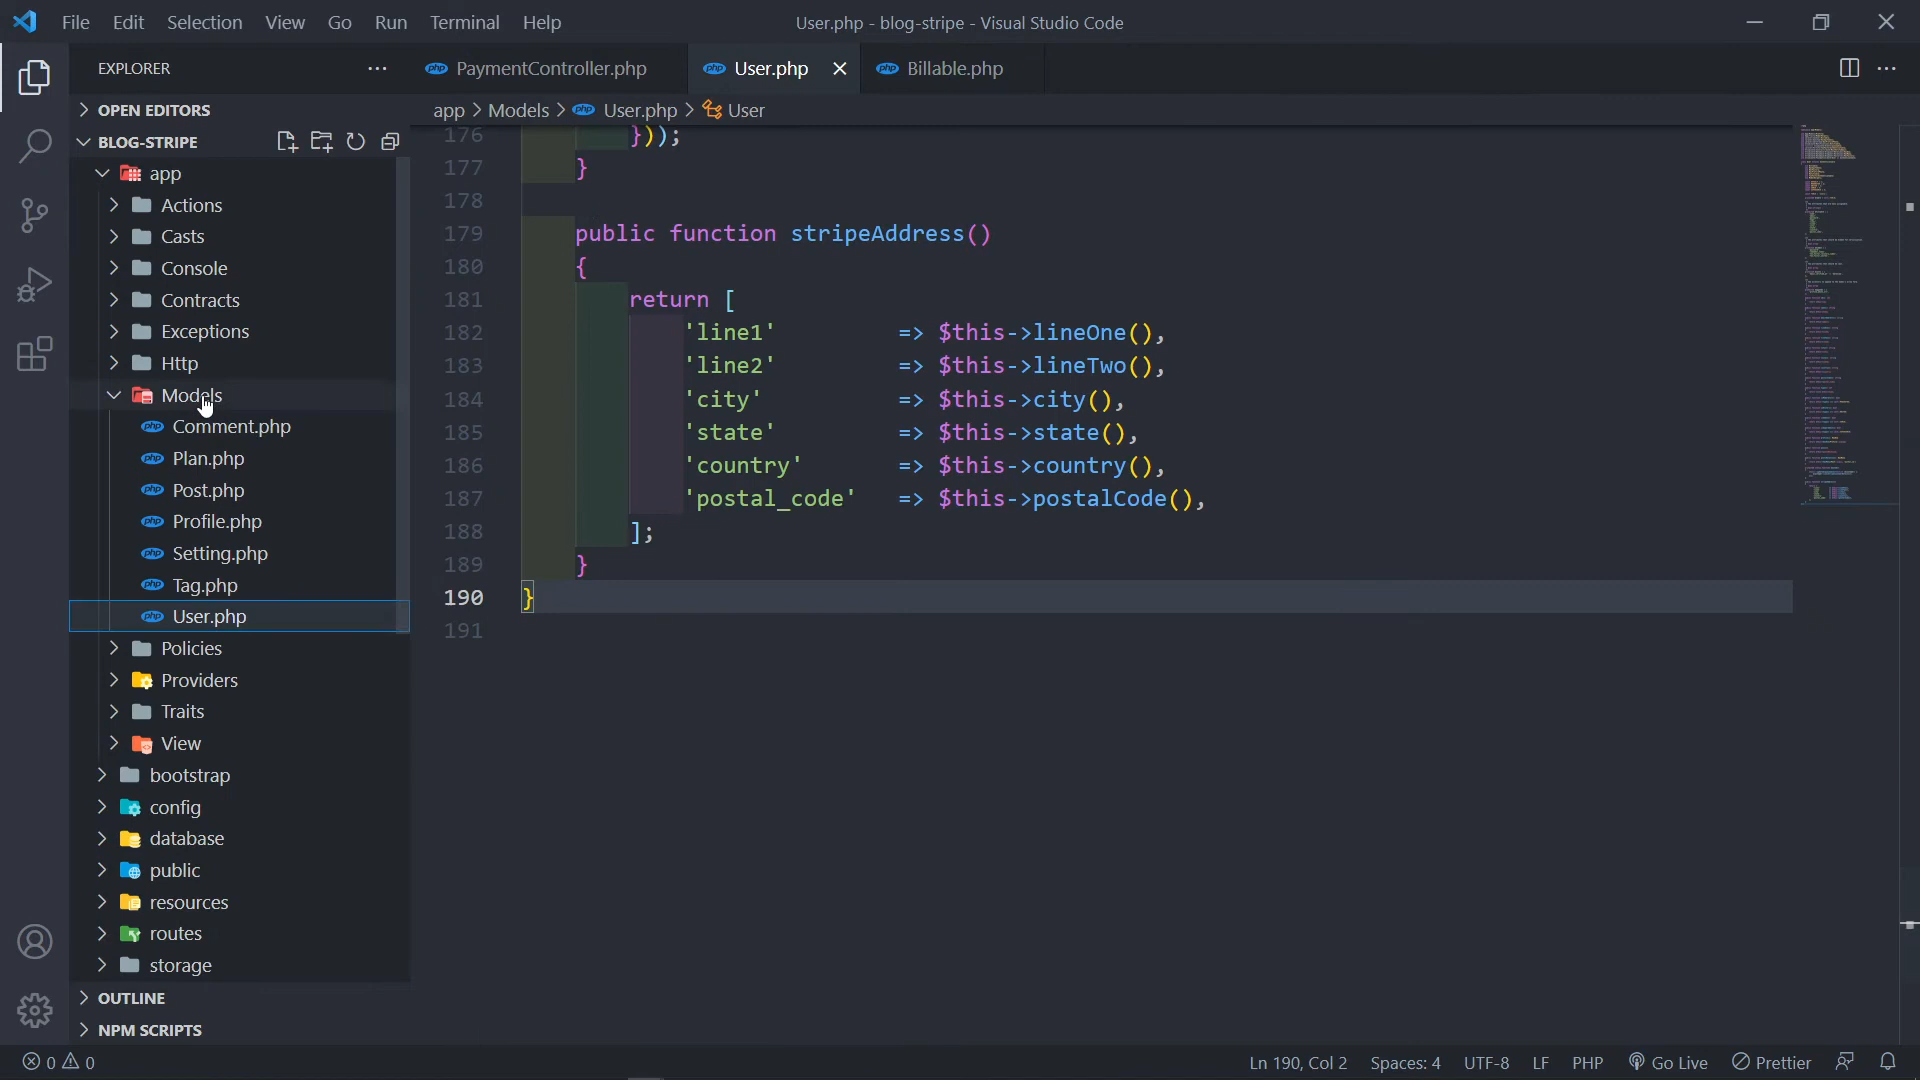 File Edit Selection View Go Run Terminal Help
User.php - blog-stripe - Visual Studio Code
EXPLORER
PaymentController.php
User.php
Billable.php
OPEN EDITORS
app > Models > User.php > User
BLOG-STRIPE
app
Actions
Casts
Console
Contracts
Exceptions
Http
Models
Comment.php
Plan.php
Post.php
Profile.php
Setting.php
Tag.php
User.php
Policies
Providers
Traits
View
bootstrap
config
database
public
resources
routes
storage
OUTLINE
NPM SCRIPTS
176 }));
177 }
178
179 public function stripeAddress()
180 {
181 return [
182 'line1' => $this->lineOne(),
183 'line2' => $this->lineTwo(),
184 'city' => $this->city(),
185 'state' => $this->state(),
186 'country' => $this->country(),
187 'postal_code' => $this->postalCode(),
188 ];
189 }
190 }
191
0 0
Ln 190, Col 2 Spaces: 4 UTF-8 LF PHP Go Live Prettier